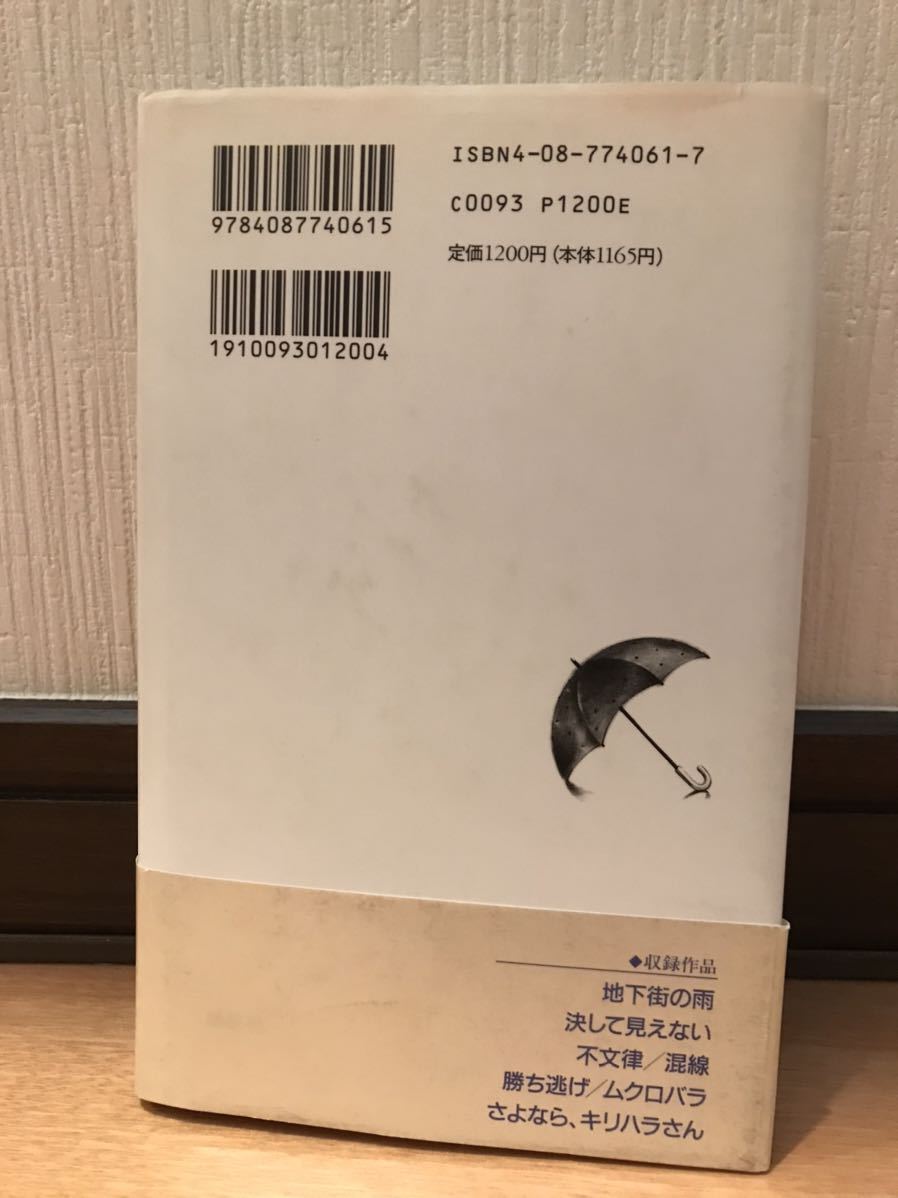 ISBN4-08-774061-7
9784087740615
C0093 P1200E
定価1200円(本体1165円)
1910093012004
◆収録作品
地下街の雨
決して見えない
不文律/混線
勝ち逃げ/ムクロバラ
さよなら、キリハラさん